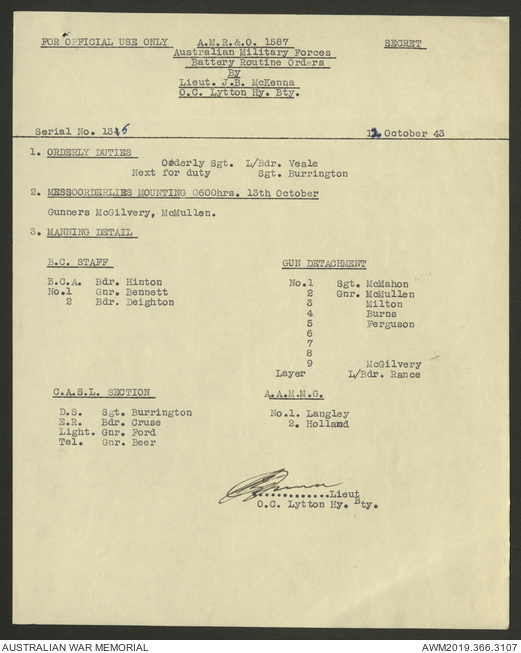 FOR OFFICIAL USE ONLY A.M.R.&.O. 1587 SECRET
Australian Military Forces
Battery Routine Orders
By
Lieut. J.B. McKenna
O.C. Lytton Hy. Bty.
Serial No. 1345 12 October 43
1. ORDERLY DUTIES
Orderly Sgt. L/Bdr. Veale
Next for duty Sgt. Burrington
2. MESSOORDERLIES MOUNTING 0600hrs. 13th October
Gunners McGilvery, McMullen.
3. MANNING DETAIL
B.C. STAFF
B.C.A. Bdr. Hinton
No.1 Gnr. Bennett
2 Bdr. Deighton
GUN DETACHMENT
No.1 Sgt. McMahon
2 Gnr. McMullen
3 Milton
4 Burns
5 Ferguson
6
7
8
9 McGilvery
Layer L/Bdr. Rance
C.A.S.L. SECTION
D.S. Sgt. Burrington
E.R. Bdr. Cruse
Light. Gnr. Ford
Tel. Gnr. Beer
A.A.M.M.G.
No.1. Langley
2. Holland
............Lieut
O.C. Lytton Hy. Bty.
AUSTRALIAN WAR MEMORIAL AWM2019.366.3107